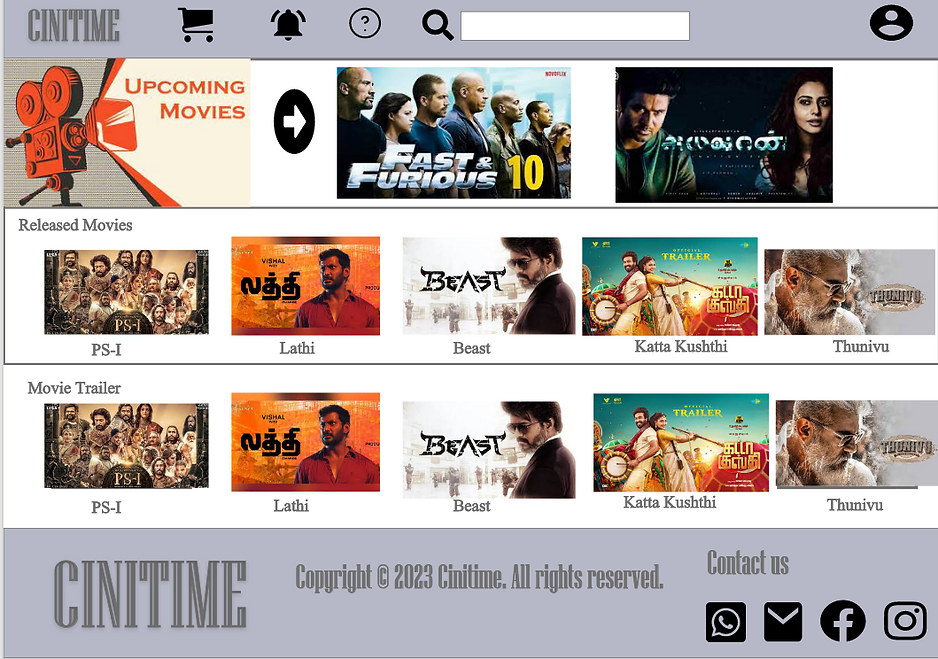 CINITIME
?
UPCOMING
MOVIES
MOVOFLIX
FAST &
FURIOUS 10
Released Movies
PS-I
VISHAL
லத்தி
BEAST
OFFICIAL
TRAILER
கட்டா
குஸ்தி
THUNIVU
PS-I
Lathi
Beast
Katta Kushthi
Thunivu
Movie Trailer
PS-I
VISHAL
லத்தி
BEAST
OFFICIAL
TRAILER
கட்டா
குஸ்தி
THUNIVU
PS-I
Lathi
Beast
Katta Kushthi
Thunivu
CINITIME
Copyright © 2023 Cinitime. All rights reserved.
Contact us